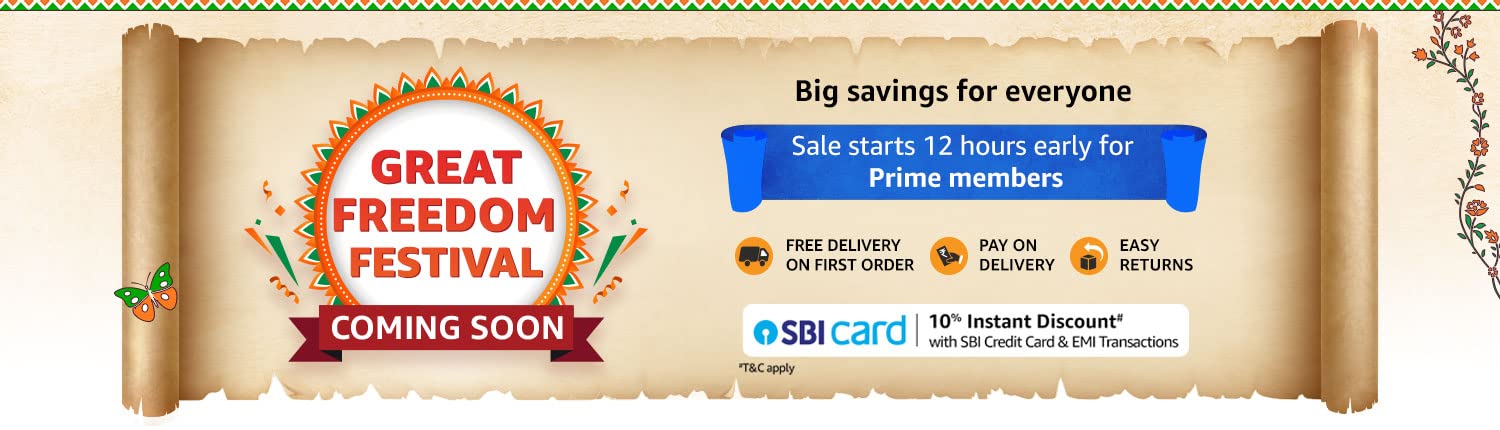 GREAT
FREEDOM
FESTIVAL
COMING SOON
Big savings for everyone
Sale starts 12 hours early for
Prime members
FREE DELIVERY
ON FIRST ORDER
PAY ON
DELIVERY
EASY
RETURNS
SBI card
10% Instant Discount#
with SBI Credit Card & EMI Transactions
#T&C apply